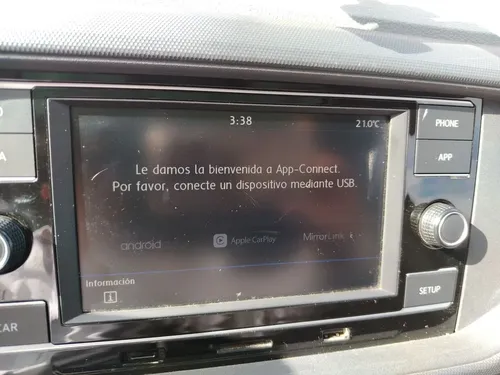 3:38
21.0°C
PHONE
APP
Le damos la bienvenida a App-Connect.
Por favor, conecte un dispositivo mediante USB.
android
Apple CarPlay
MirrorLink
Información
i
SETUP
CAR